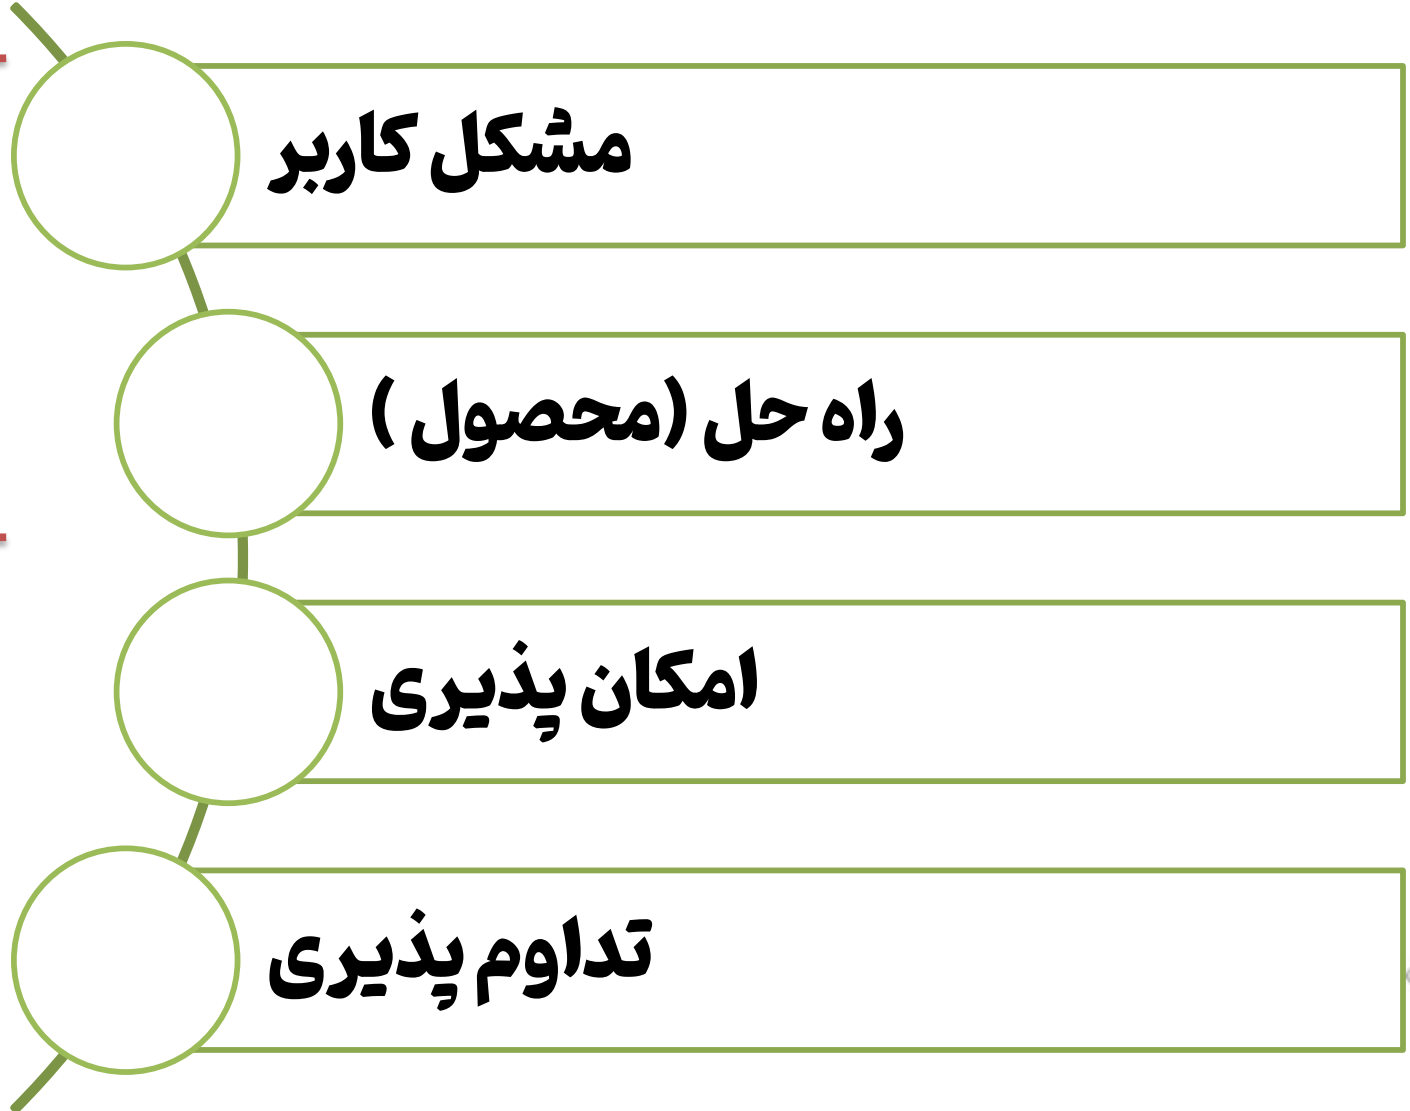 مشکل کاربر
راه حل (محصول )
امکان پذیری
تداوم پذیری